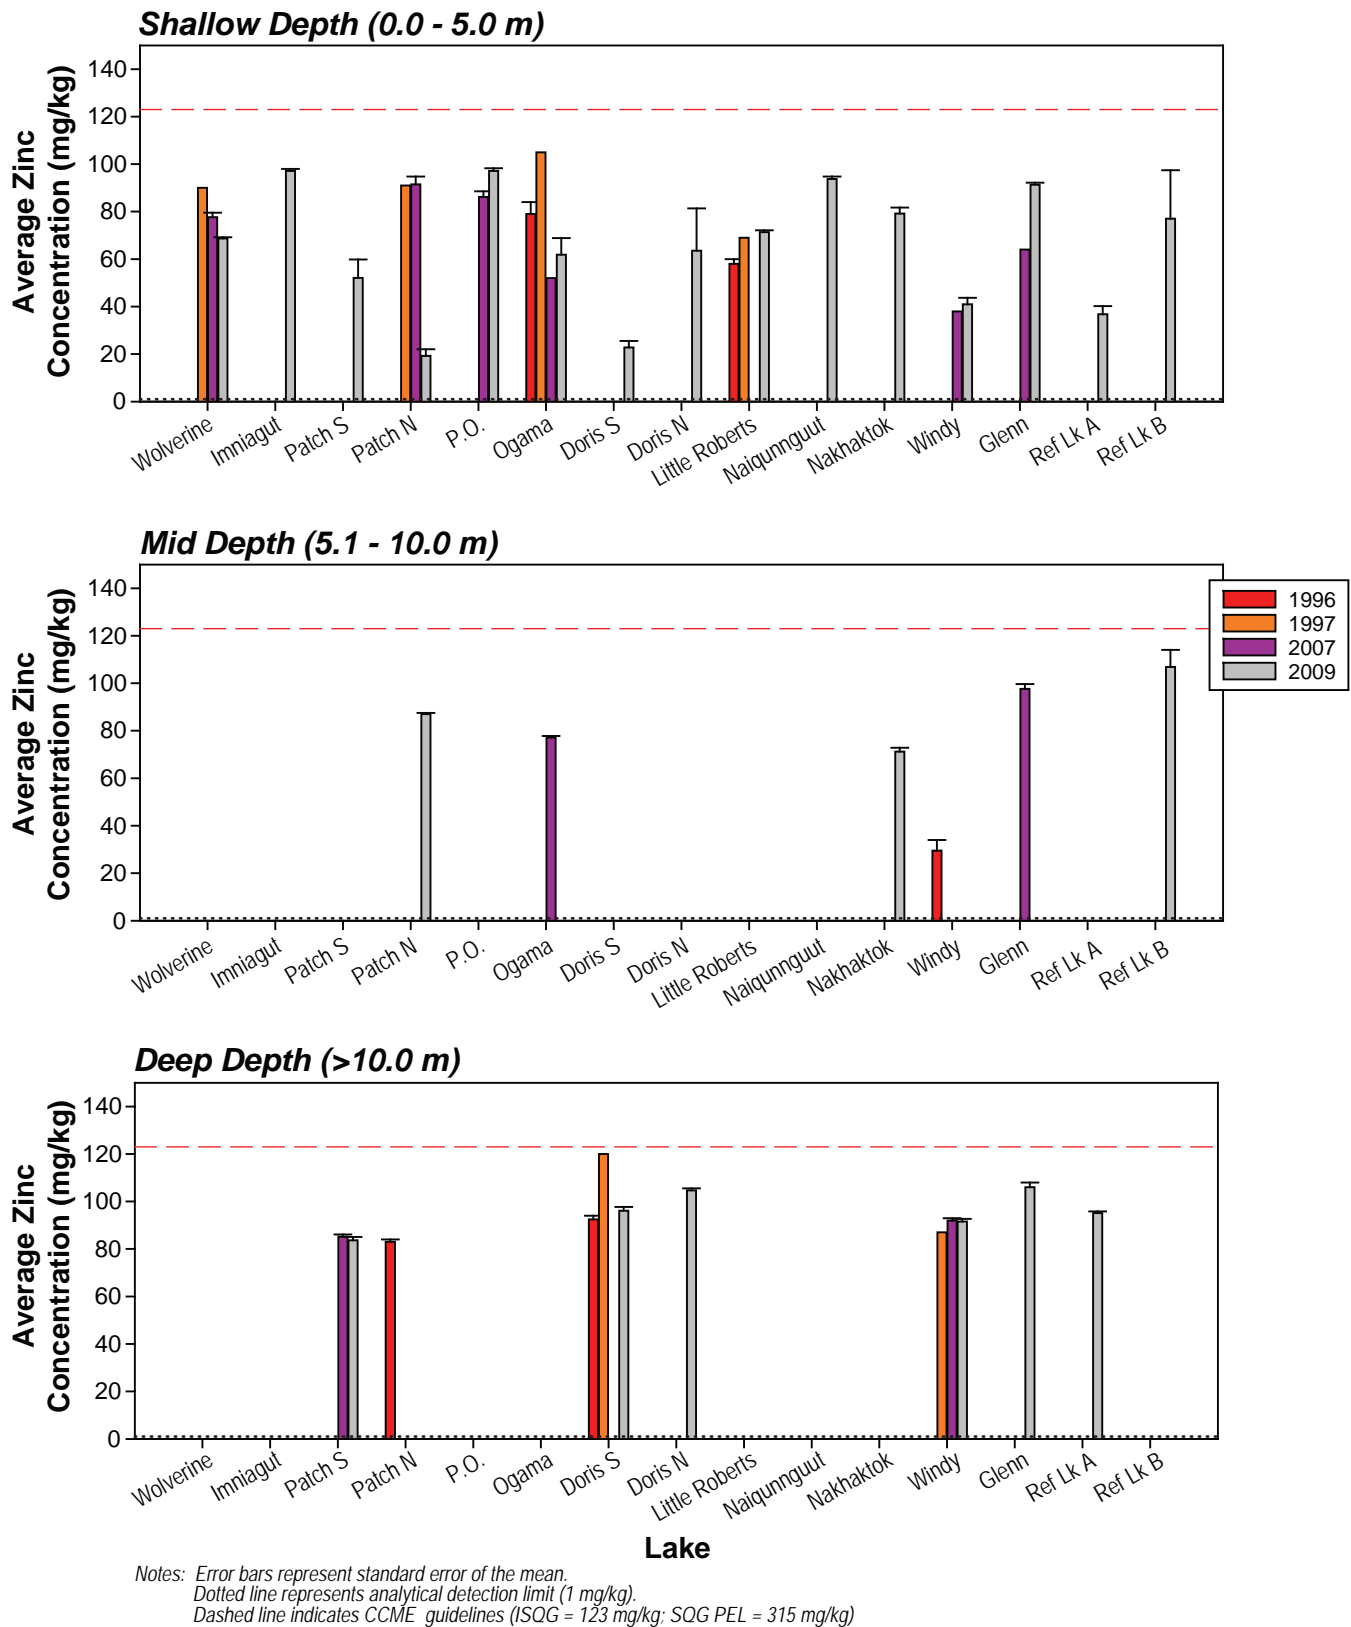 Shallow Depth (0.0 - 5.0 m)
Average Zinc
Concentration (mg/kg)
140
120
100
80
60
40
20
0
Wolverine
Imniagut
Patch S
Patch N
P.O.
Ogama
Doris S
Doris N
Little Roberts
Naiqunnguut
Nakhaktok
Windy
Glenn
Ref Lk A
Ref Lk B
Mid Depth (5.1 - 10.0 m)
Average Zinc
Concentration (mg/kg)
140
120
100
80
60
40
20
0
1996
1997
2007
2009
Wolverine
Imniagut
Patch S
Patch N
P.O.
Ogama
Doris S
Doris N
Little Roberts
Naiqunnguut
Nakhaktok
Windy
Glenn
Ref Lk A
Ref Lk B
Deep Depth (>10.0 m)
Average Zinc
Concentration (mg/kg)
140
120
100
80
60
40
20
0
Wolverine
Imniagut
Patch S
Patch N
P.O.
Ogama
Doris S
Doris N
Little Roberts
Naiqunnguut
Nakhaktok
Windy
Glenn
Ref Lk A
Ref Lk B
Lake
Notes: Error bars represent standard error of the mean.
Dotted line represents analytical detection limit (1 mg/kg).
Dashed line indicates CCME guidelines (ISQG = 123 mg/kg; SQG PEL = 315 mg/kg)